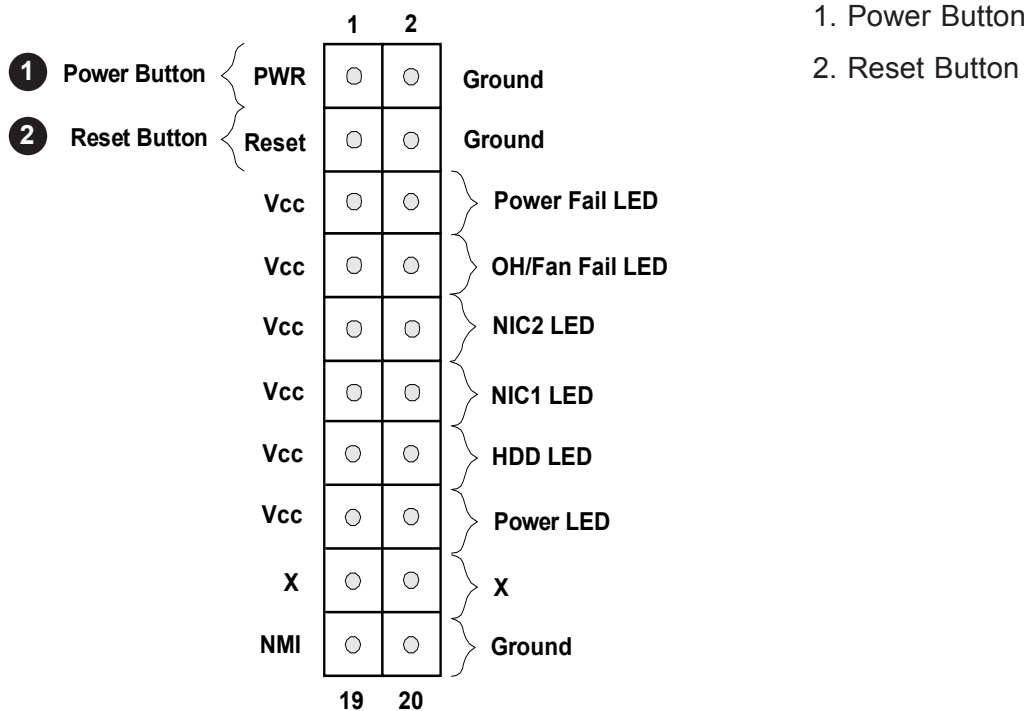 1 2
1 Power Button PWR Ground
2 Reset Button Reset Ground
Vcc Power Fail LED
Vcc OH/Fan Fail LED
Vcc NIC2 LED
Vcc NIC1 LED
Vcc HDD LED
Vcc Power LED
X X
NMI Ground
19 20
1. Power Button
2. Reset Button